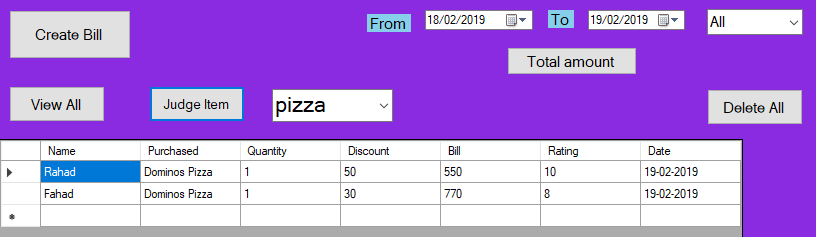 Create Bill
From 18/02/2019 To 19/02/2019 All
Total amount
View All Judge Item pizza Delete All
Name Purchased Quantity Discount Bill Rating Date
Rahad Dominos Pizza 1 50 550 10 19-02-2019
Fahad Dominos Pizza 1 30 770 8 19-02-2019